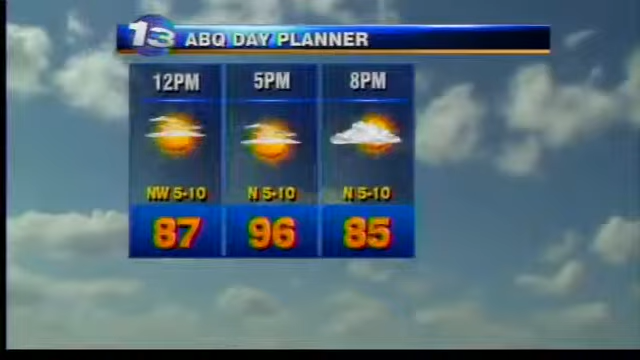 13 ABQ DAY PLANNER
12PM 5PM 8PM
NW 5-10 N 5-10 N 5-10
87 96 85